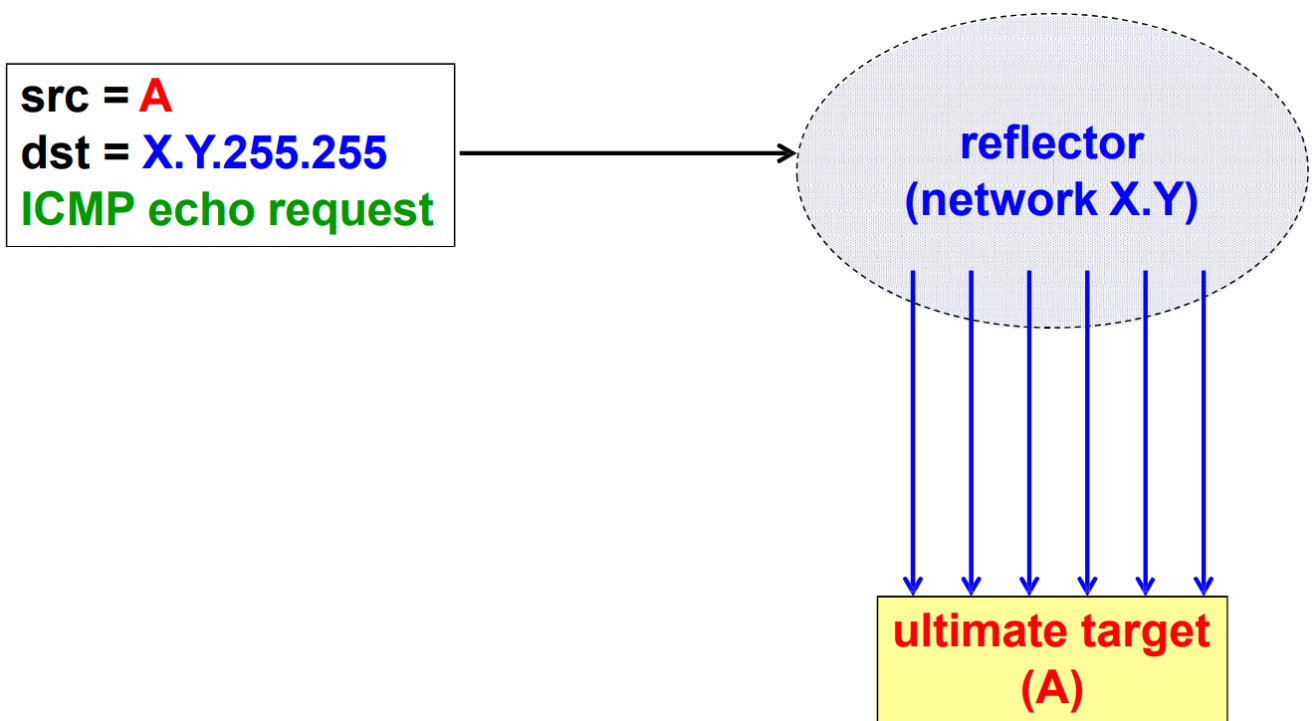 src = A
dst = X.Y.255.255
ICMP echo request
reflector
(network X.Y)
ultimate target
(A)